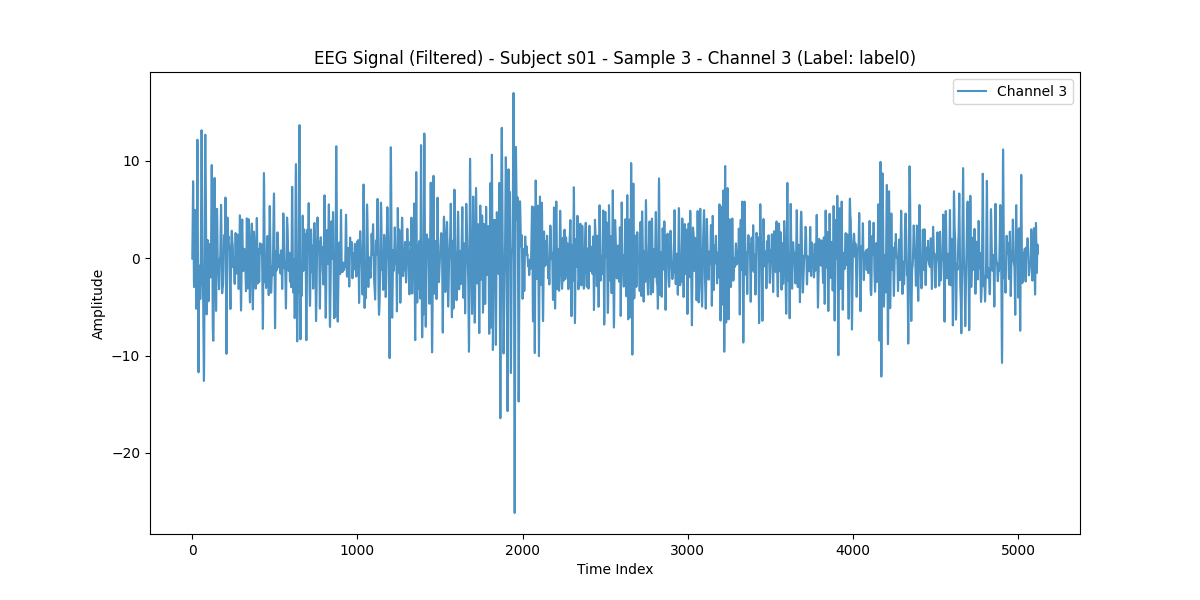 EEG Signal (Filtered) - Subject s01 - Sample 3 - Channel 3 (Label: label0)
Channel 3
10
0
−10
−20
Amplitude
0 1000 2000 3000 4000 5000
Time Index